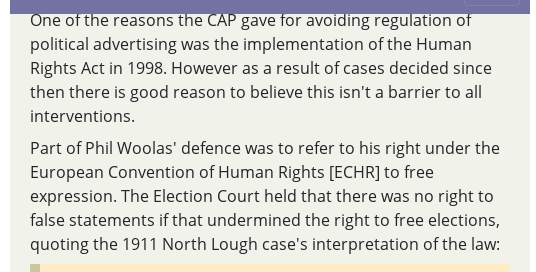 One of the reasons the CAP gave for avoiding regulation of
political advertising was the implementation of the Human
Rights Act in 1998. However as a result of cases decided since
then there is good reason to believe this isn't a barrier to all
interventions.
Part of Phil Woolas' defence was to refer to his right under the
European Convention of Human Rights [ECHR] to free
expression. The Election Court held that there was no right to
false statements if that undermined the right to free elections,
quoting the 1911 North Lough case's interpretation of the law: